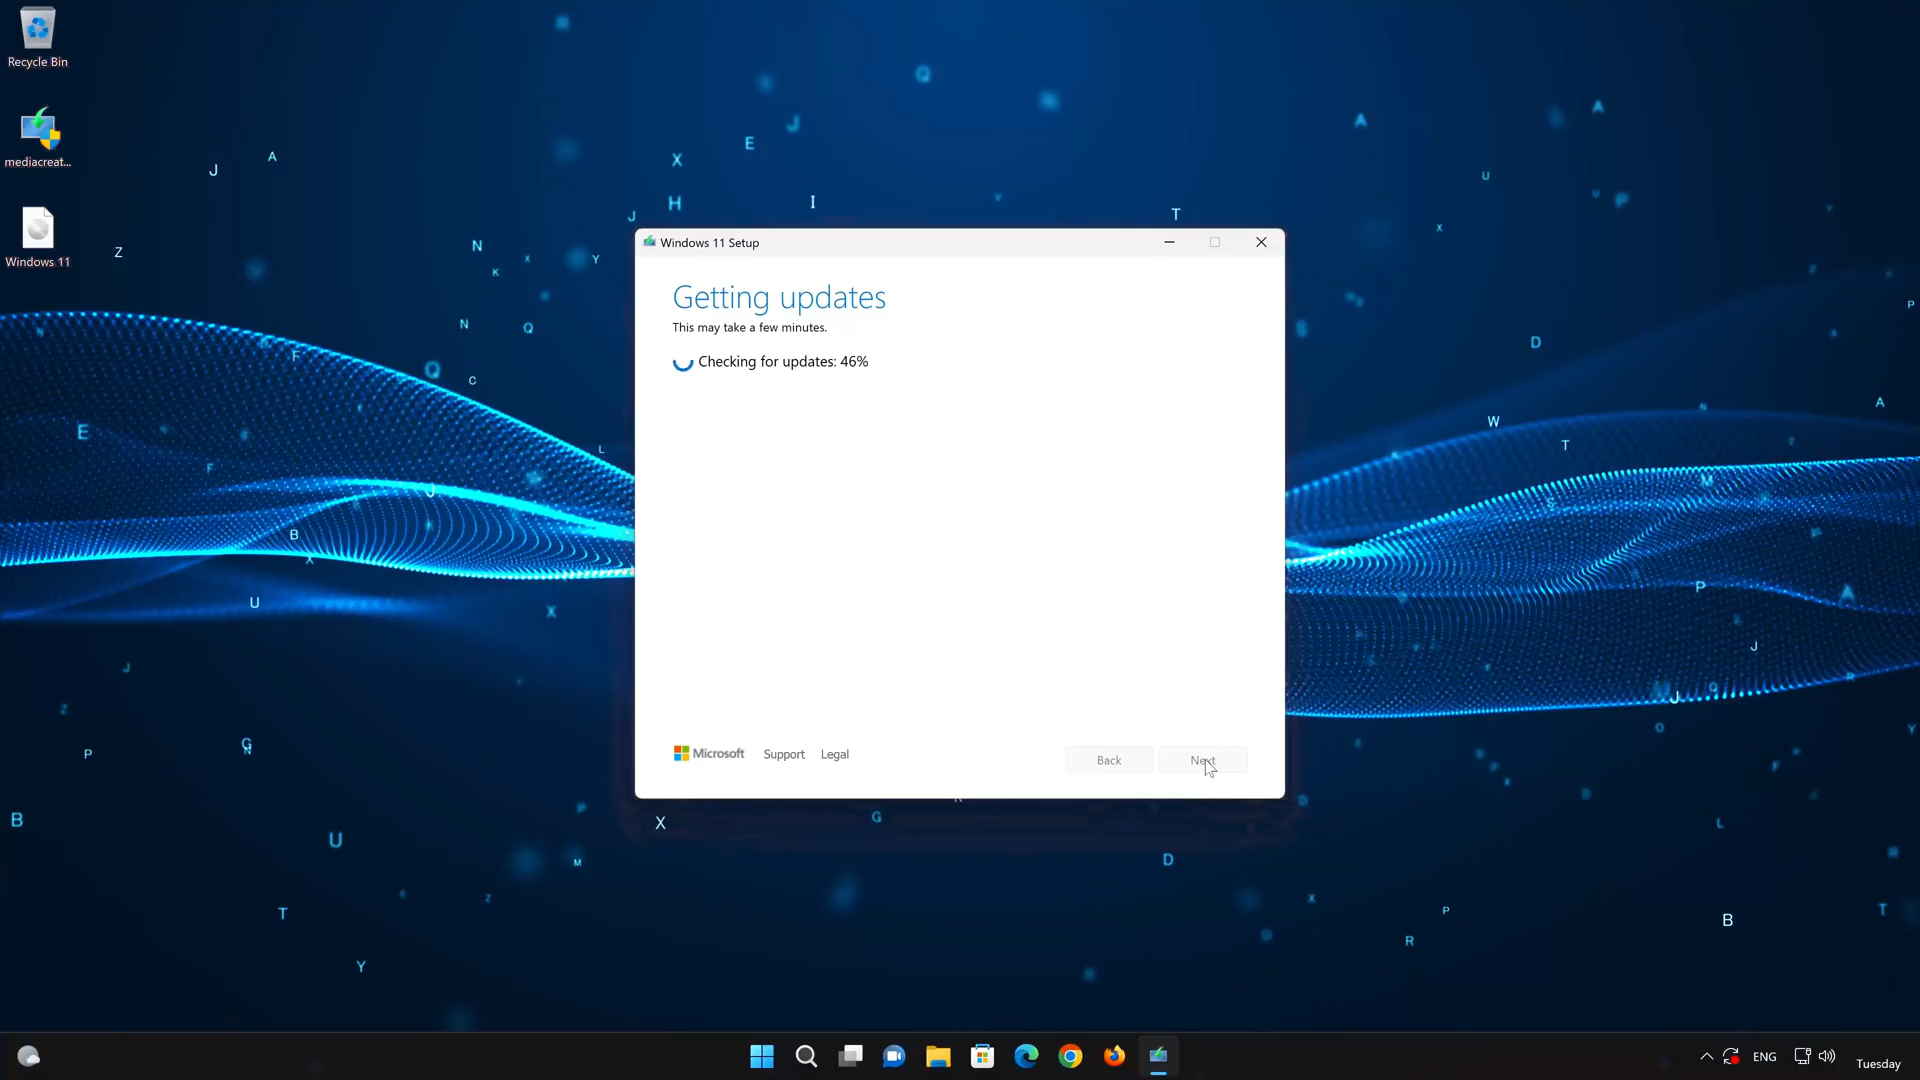 Recycle Bin
mediacreat...
Windows 11
Windows 11 Setup
Getting updates
This may take a few minutes.
Checking for updates: 46%
Microsoft Support Legal
Back Next
ENG
Tuesday